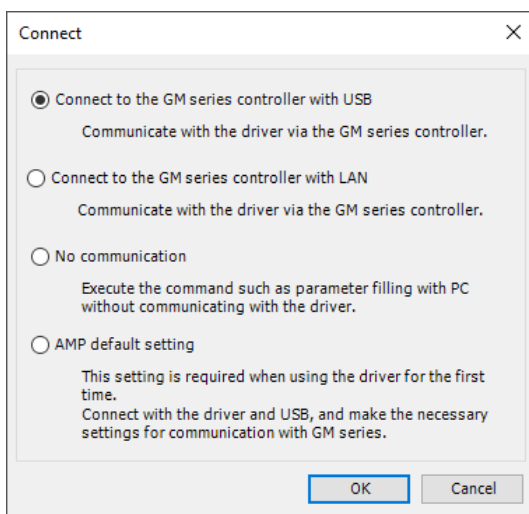 Connect
Connect to the GM series controller with USB
Communicate with the driver via the GM series controller.
Connect to the GM series controller with LAN
Communicate with the driver via the GM series controller.
No communication
Execute the command such as parameter filling with PC
without communicating with the driver.
AMP default setting
This setting is required when using the driver for the first
time.
Connect with the driver and USB, and make the necessary
settings for communication with GM series.
OK
Cancel